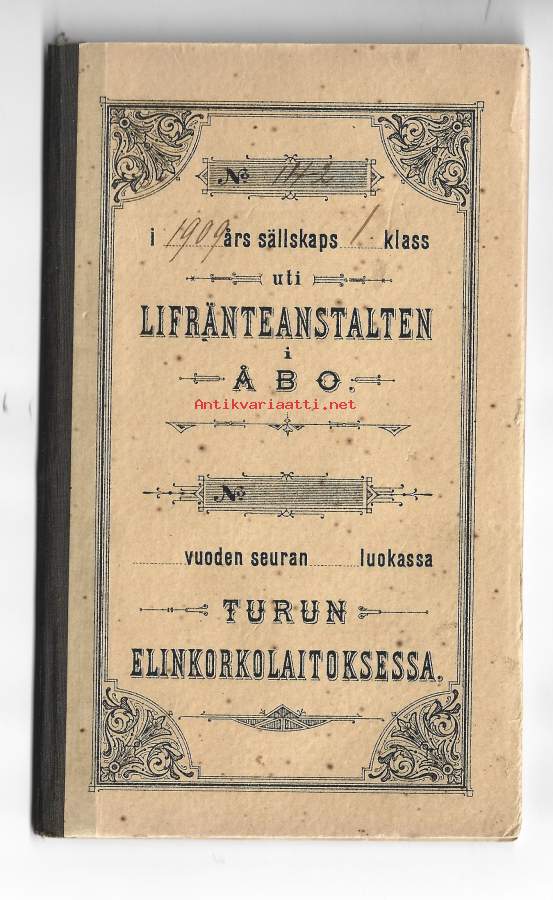 No 142
i 1909 års sällskaps 1 klass
uti
LIFRÄNTEANSTALTEN
i
ÅBO.
Antikvariaatti.net
No
vuoden seuran luokassa
TURUN
ELINKORKOLAITOKSESSA.